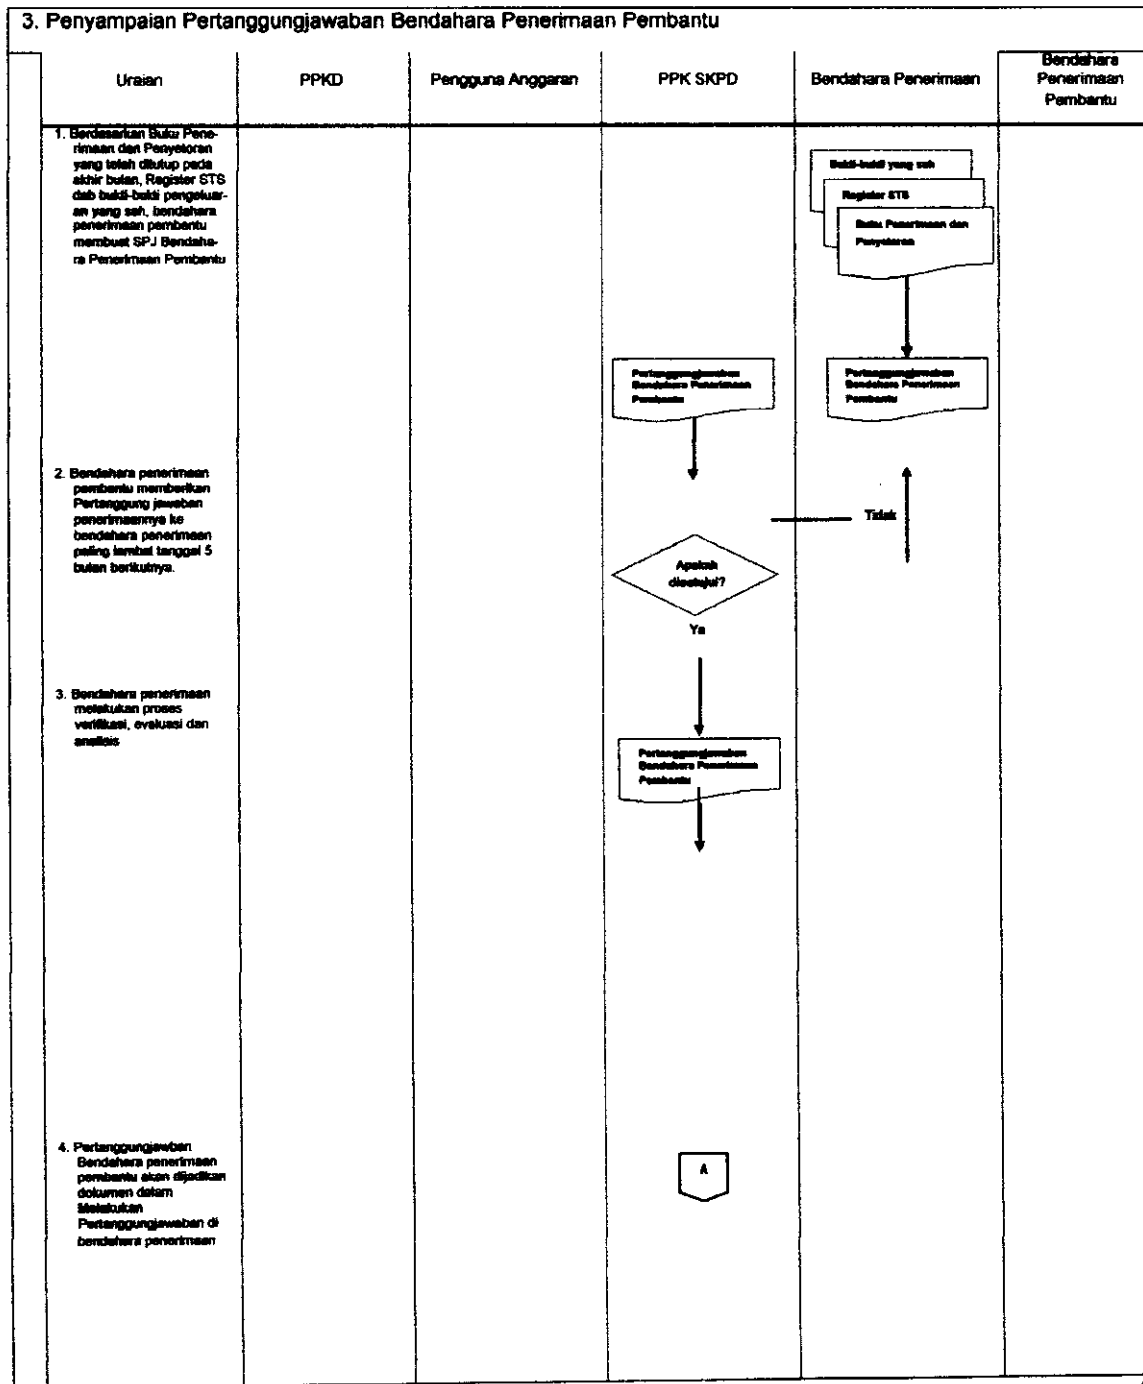 3. Penyampaian Pertanggungjawaban Bendahara Penerimaan Pembantu
Uraian
PPKD
Pengguna Anggaran
PPK SKPD
Bendahara Penerimaan
Bendahara
Penerimaan
Pembantu
1. Berdasarkan Buku Pene-
rimaan dan Penyetoran
yang telah ditutup pada
akhir bulan, Register STS
dab bukti-bukti pengeluar-
an yang sah, bendahara
penerimaan pembantu
membuat SPJ Bendaha-
ra Penerimaan Pembantu
Bukti-bukti yang sah
Register STS
Buku Penerimaan dan
Penyetoran
Pertanggungjawaban
Bendahara Penerimaan
Pembantu
Pertanggungjawaban
Bendahara Penerimaan
Pembantu
2. Bendahara penerimaan
pembantu memberikan
Pertanggung jawaban
penerimaannya ke
bendahara penerimaan
paling lambat tanggal 5
bulan berikutnya.
Tidak
Apakah
disetujui?
Ya
3. Bendahara penerimaan
melakukan proses
verifikasi, evaluasi dan
analisis
Pertanggungjawaban
Bendahara Penerimaan
Pembantu
4. Pertanggungjawban
Bendahara penerimaan
pembantu akan dijadikan
dokumen dalam
Melakukan
Pertanggungjawaban di
bendahara penerimaan
A